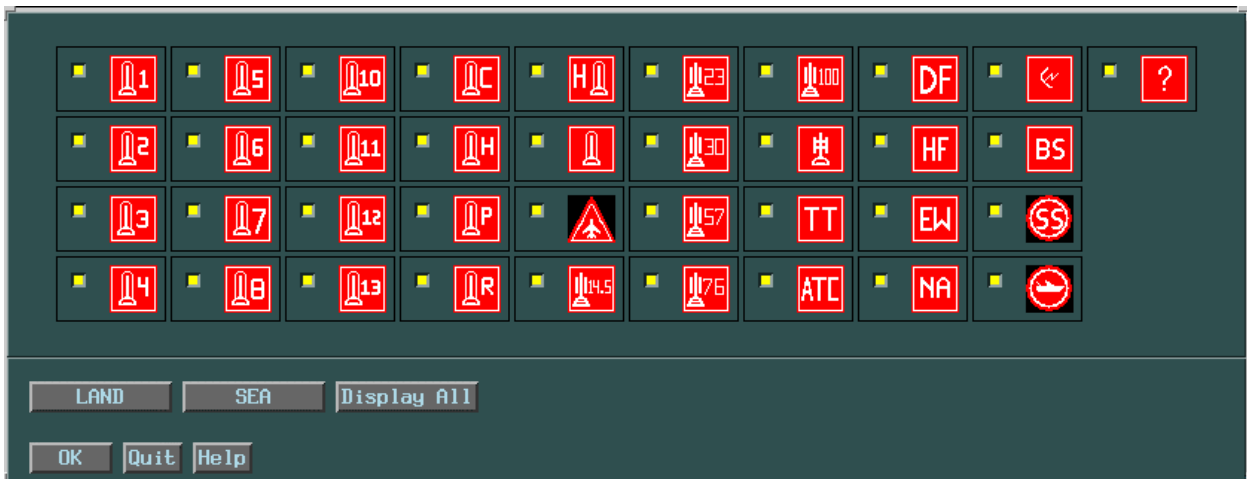 1 5 10 C H 23 100 DF ?
2 6 11 H 30 HF BS
3 7 12 P 57 TT EW SS
4 8 13 R 14.5 76 ATC NA
LAND SEA Display All
OK Quit Help